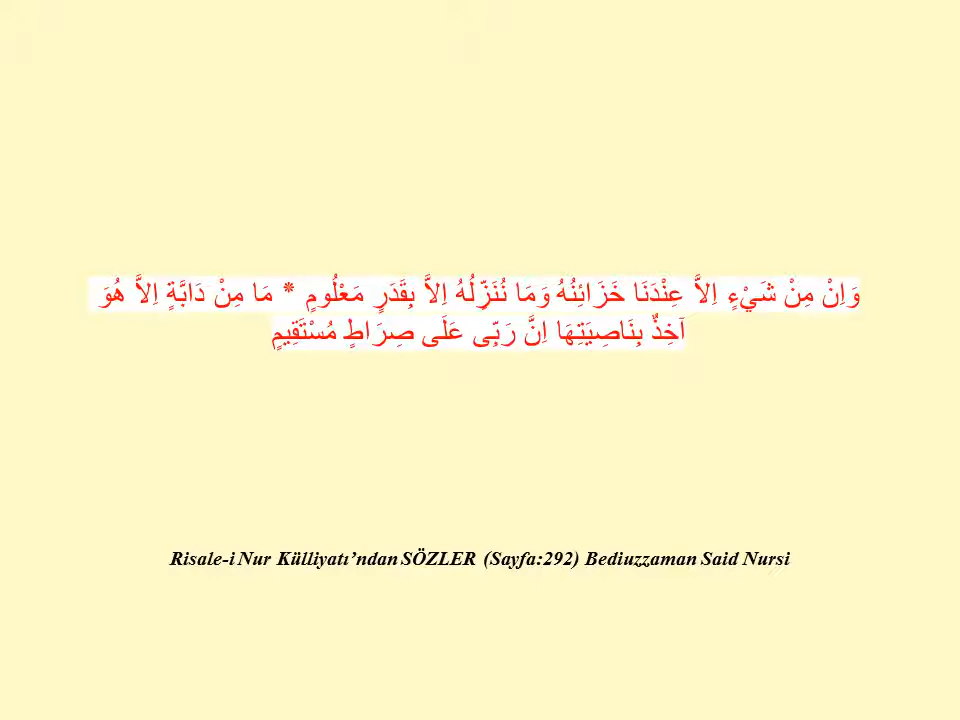 وَاِنْ مِنْ شَيْءٍ اِلاَّ عِنْدَنَا خَزَائِنُهُ وَمَا نُنَزِّلُهُ اِلاَّ بِقَدَرٍ مَعْلُومٍ * مَا مِنْ دَابَّةٍ اِلاَّ هُوَ
آخِذٌ بِنَاصِيَتِهَا اِنَّ رَبِّى عَلَى صِرَاطٍ مُسْتَقِيمٍ
Risale-i Nur Külliyatı’ndan SÖZLER (Sayfa:292) Bediuzzaman Said Nursi